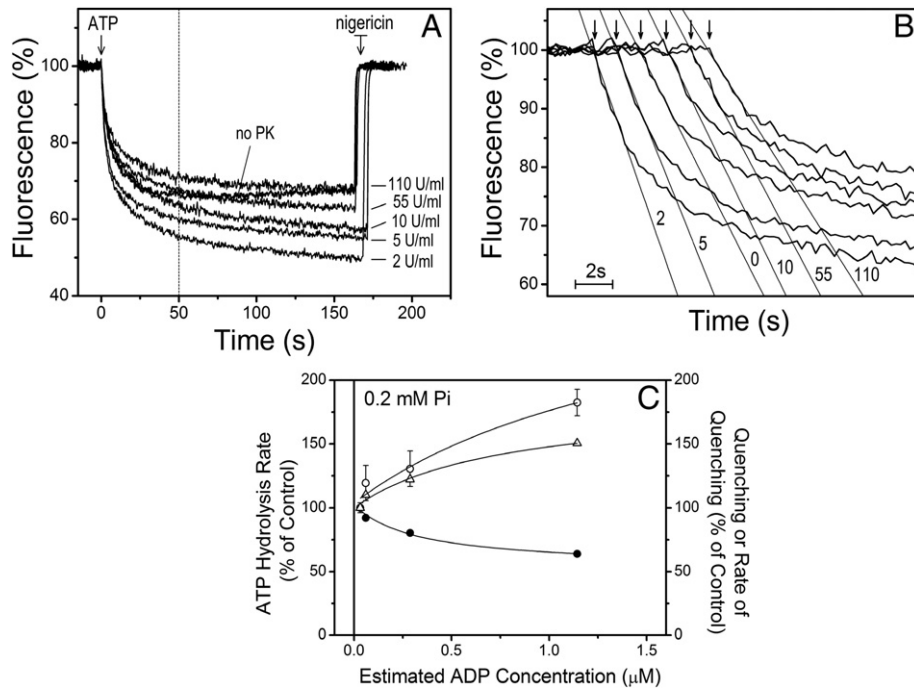 A
ATP
nigericin
no PK
110 U/ml
55 U/ml
10 U/ml
5 U/ml
2 U/ml
Fluorescence (%)
100
80
60
40
0
50
100
150
200
Time (s)
B
Fluorescence (%)
100
90
80
70
60
2
5
0
10
55
110
2s
Time (s)
C
0.2 mM Pi
ATP Hydrolysis Rate
(% of Control)
200
150
100
50
0
Quenching or Rate of
Quenching (% of Control)
200
150
100
50
0
0.0
0.5
1.0
1.5
Estimated ADP Concentration (μM)